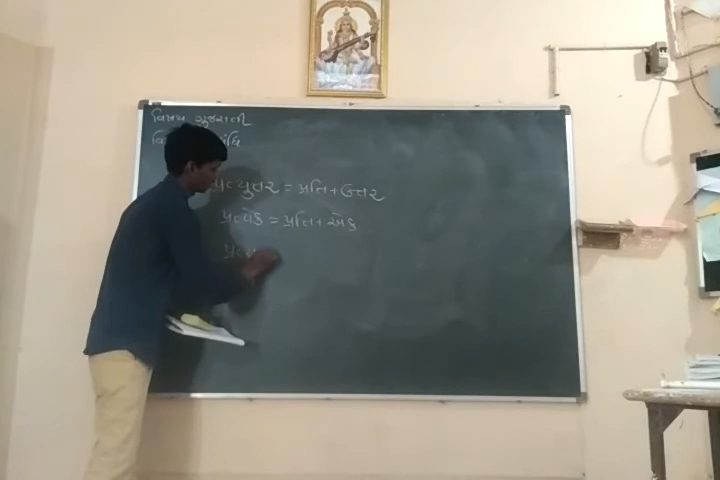 વિષય ગુજરાતી
સંધિ
પ્રત્યુતર = પ્રતિ + ઉત્તર
પ્રત્યેક = પ્રતિ + એક